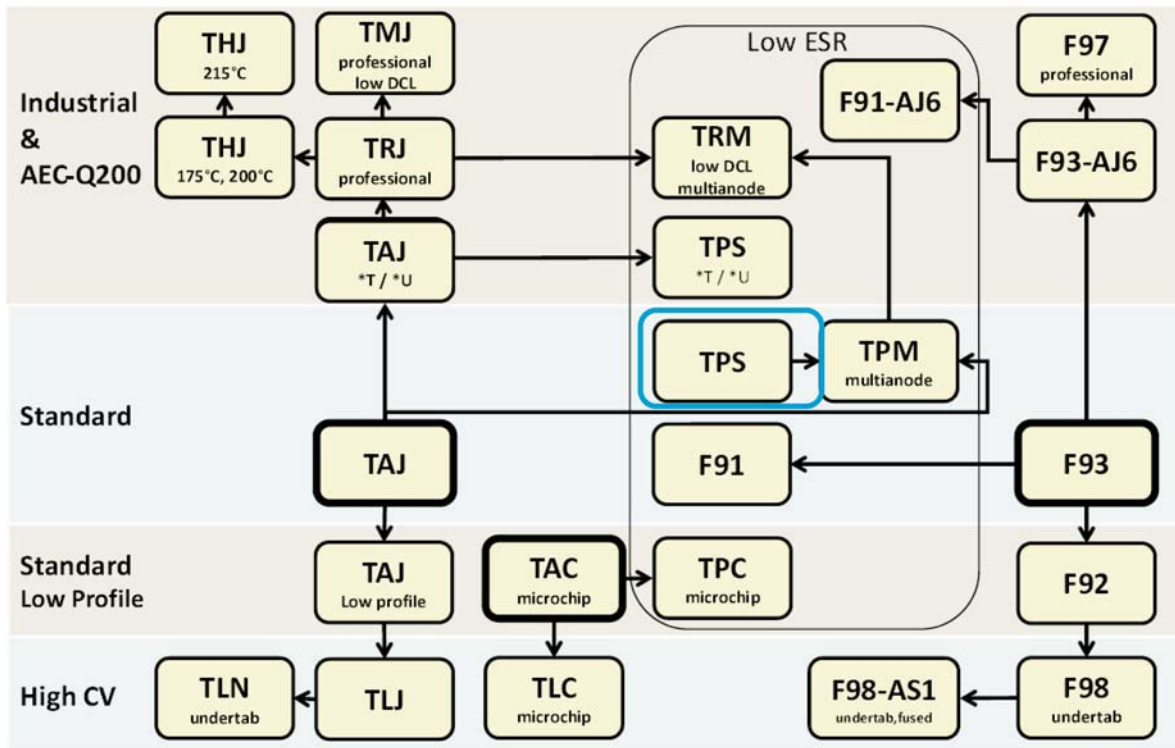 Industrial
&
AEC-Q200
THJ
215°C
TMJ
professional
low DCL
Low ESR
F91-AJ6
F97
professional
THJ
175°C, 200°C
TRJ
professional
TRM
low DCL
multianode
F93-AJ6
TAJ
*T / *U
TPS
*T / *U
Standard
TPS
TPM
multianode
TAJ
F91
F93
Standard
Low Profile
TAJ
Low profile
TAC
microchip
TPC
microchip
F92
High CV
TLN
undertab
TLJ
TLC
microchip
F98-AS1
undertab,fused
F98
undertab